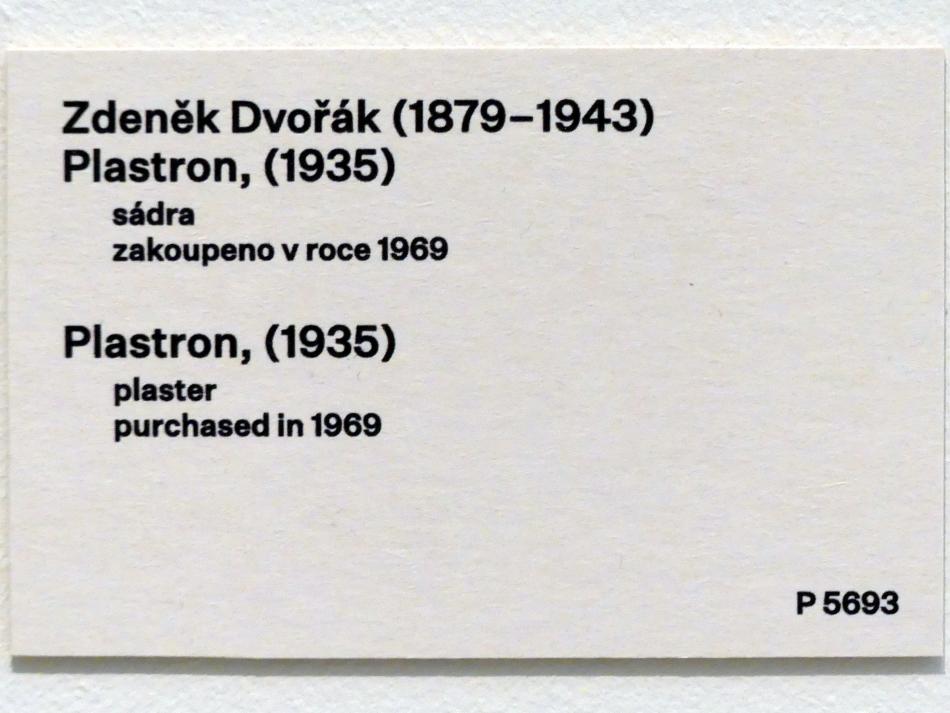 Zdeněk Dvořák (1879–1943)
Plastron, (1935)
sádra
zakoupeno v roce 1969
Plastron, (1935)
plaster
purchased in 1969
P 5693